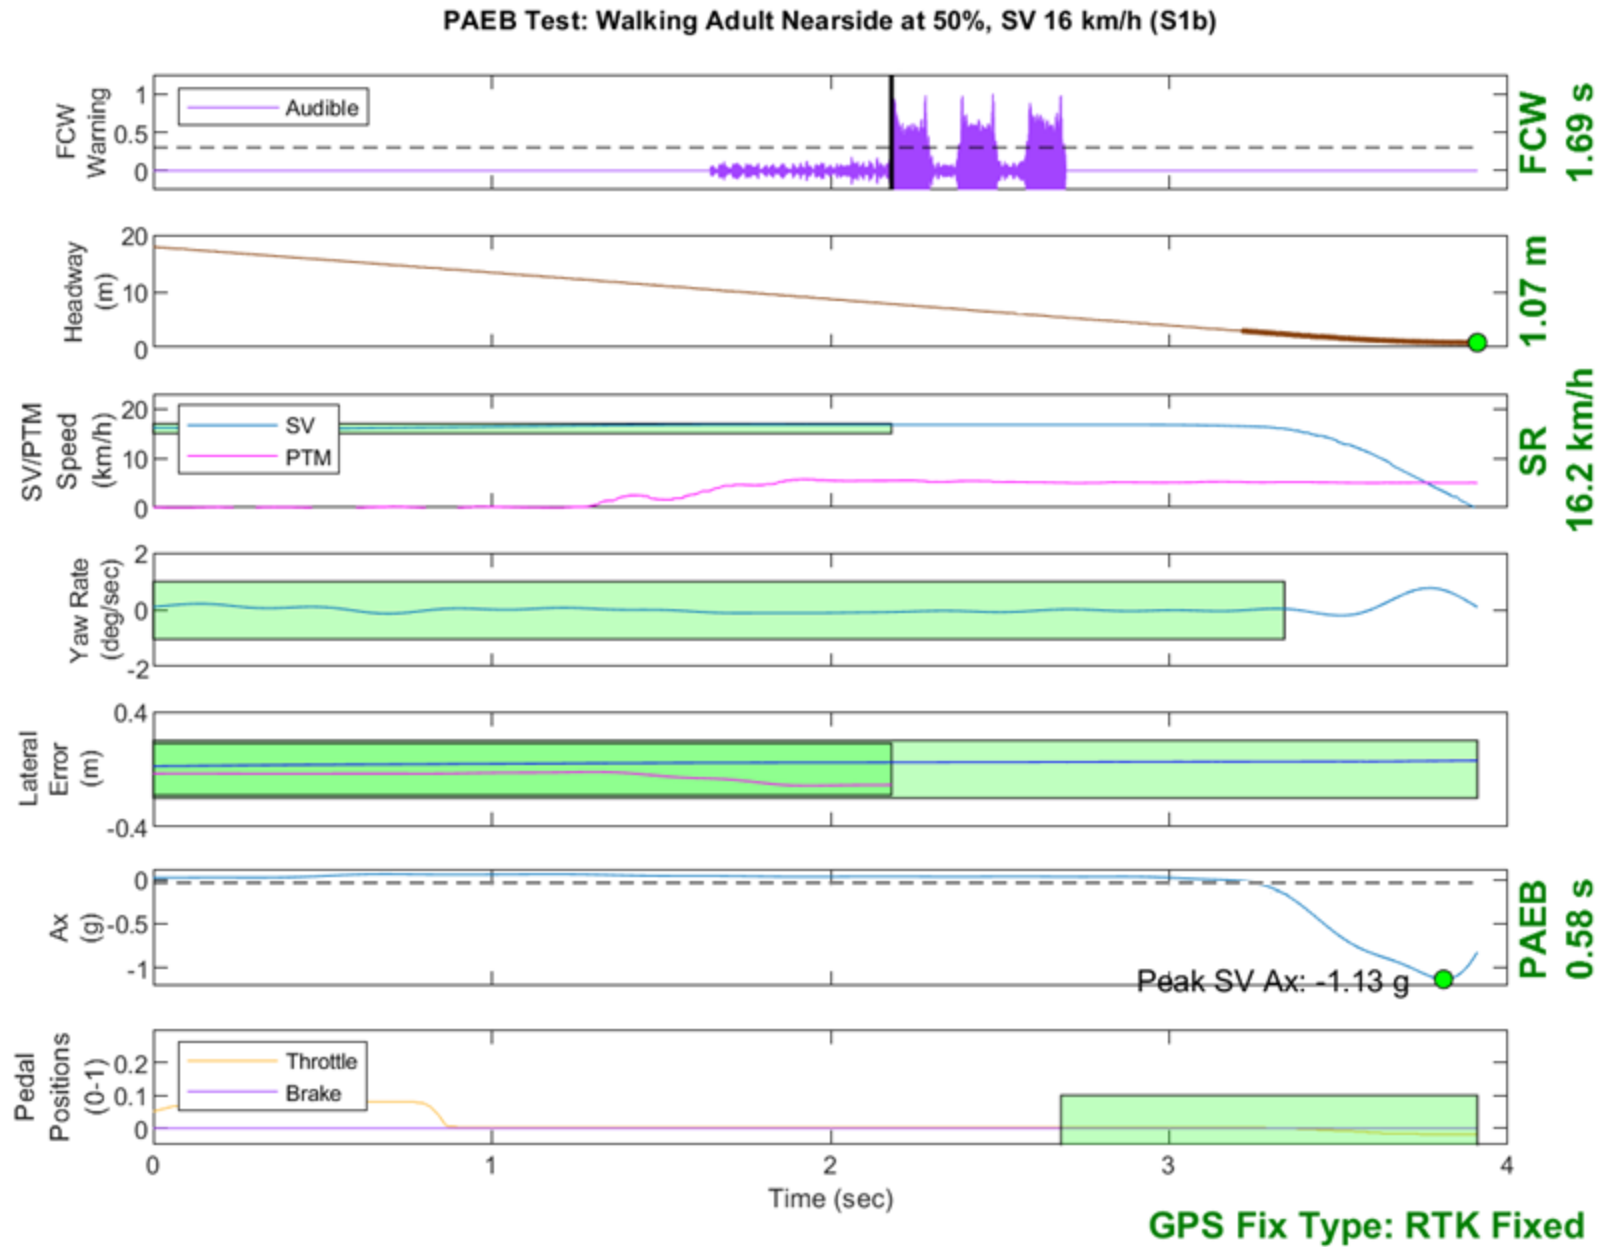 PAEB Test: Walking Adult Nearside at 50%, SV 16 km/h (S1b)
FCW
Warning
1
0.5
0
Audible
FCW
1.69 s
Headway
(m)
20
10
0
1.07 m
SV/PTM
Speed
(km/h)
20
10
0
SV
PTM
SR
16.2 km/h
Yaw Rate
(deg/sec)
2
0
-2
Lateral
Error
(m)
0.4
-0.4
Ax
(g)
0
-0.5
-1
Peak SV Ax: -1.13 g
PAEB
0.58 s
Pedal
Positions
(0-1)
0.2
0.1
0
Throttle
Brake
0 1 2 3 4
Time (sec)
GPS Fix Type: RTK Fixed